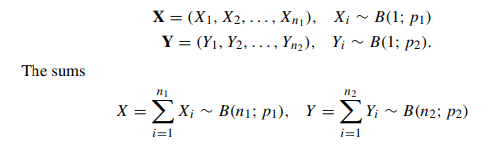 X = (X₁, X₂, . . . , Xₙ₁), Xᵢ ∼ B(1; p₁)
Y = (Y₁, Y₂, . . . , Yₙ₂), Yᵢ ∼ B(1; p₂).
The sums
X = ∑ᵢ₌₁ⁿ¹ Xᵢ ∼ B(n₁; p₁), Y = ∑ᵢ₌₁ⁿ² Yᵢ ∼ B(n₂; p₂)